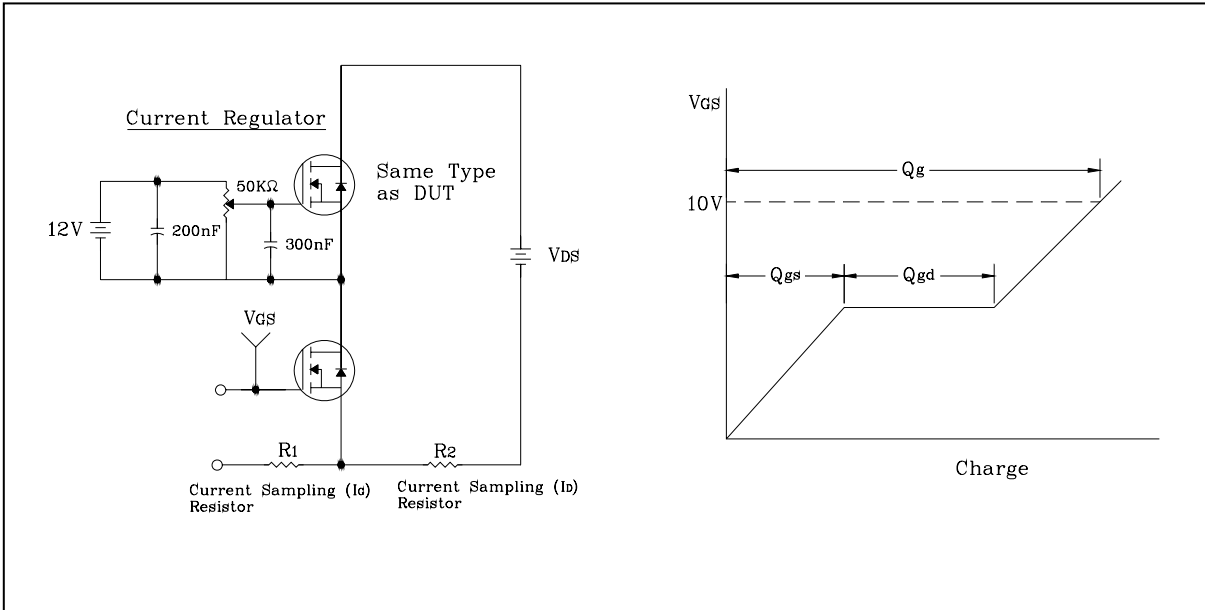 Current Regulator
Same Type
as DUT
50KΩ
12V
200nF
300nF
VDS
VGS
R1
R2
Current Sampling (IG)
Resistor
Current Sampling (ID)
Resistor
VGS
Qg
10V
Qgs
Qgd
Charge